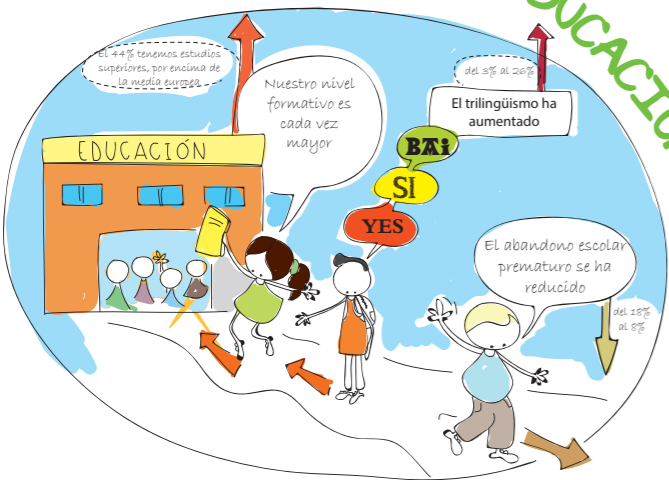 EDUCACIÓN
El 44% tenemos estudios
superiores, por encima de
la media europea
Nuestro nivel
formativo es
cada vez
mayor
del 3% al 26%
El trilingüismo ha
aumentado
EDUCACIÓN
BAi
SI
YES
El abandono escolar
prematuro se ha
reducido
del 18%
al 8%